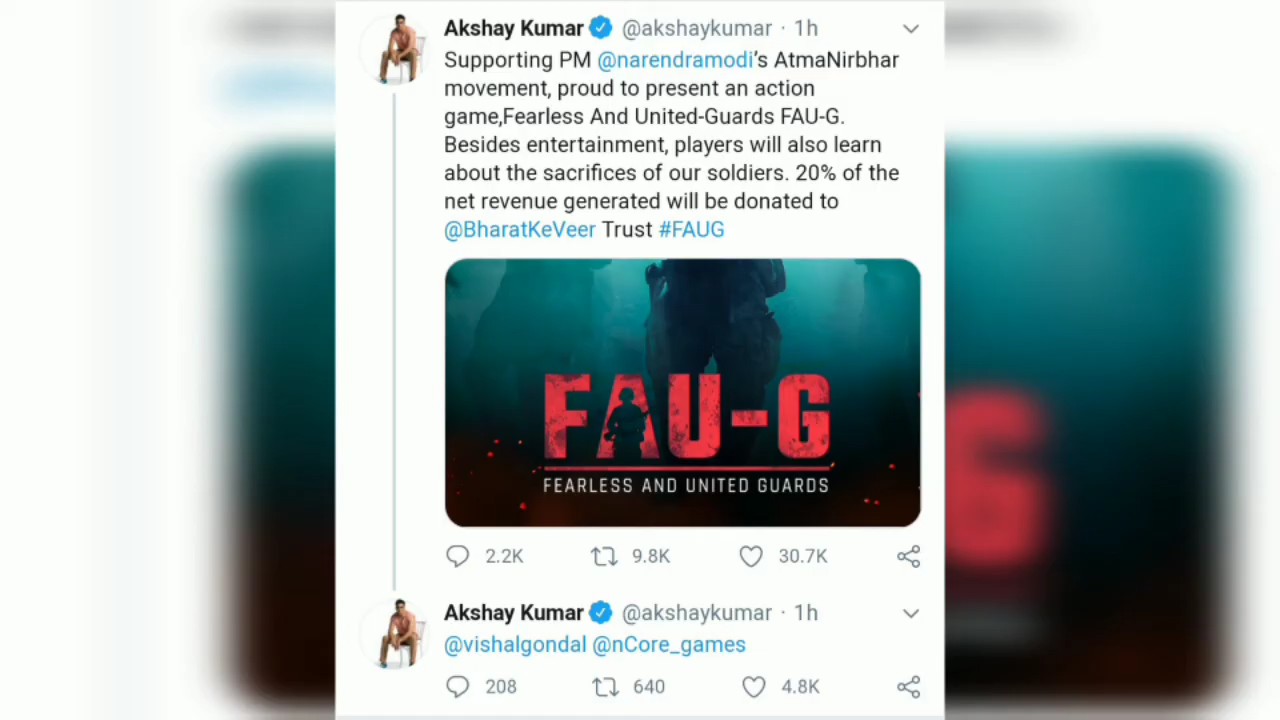 Akshay Kumar @akshaykumar · 1h
Supporting PM @narendramodi's AtmaNirbhar
movement, proud to present an action
game,Fearless And United-Guards FAU-G.
Besides entertainment, players will also learn
about the sacrifices of our soldiers. 20% of the
net revenue generated will be donated to
@BharatKeVeer Trust #FAUG
FAU-G
FEARLESS AND UNITED GUARDS
2.2K 9.8K 30.7K
Akshay Kumar @akshaykumar · 1h
@vishalgondal @nCore_games
208 640 4.8K